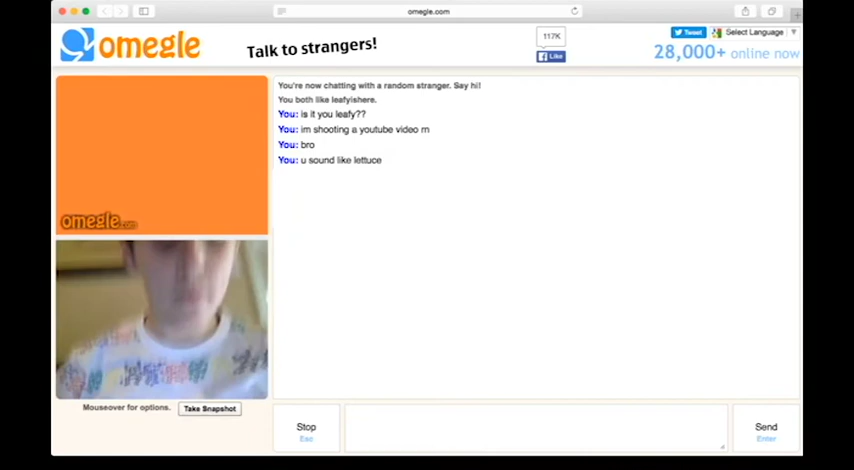 omegle.com
omegle
Talk to strangers!
117K
Like
Tweet
Select Language
28,000+ online now
omegle.com
You're now chatting with a random stranger. Say hi!
You both like leafyishere.
You: is it you leafy??
You: im shooting a youtube video rn
You: bro
You: u sound like lettuce
Mouseover for options.
Take Snapshot
Stop
Esc
Send
Enter